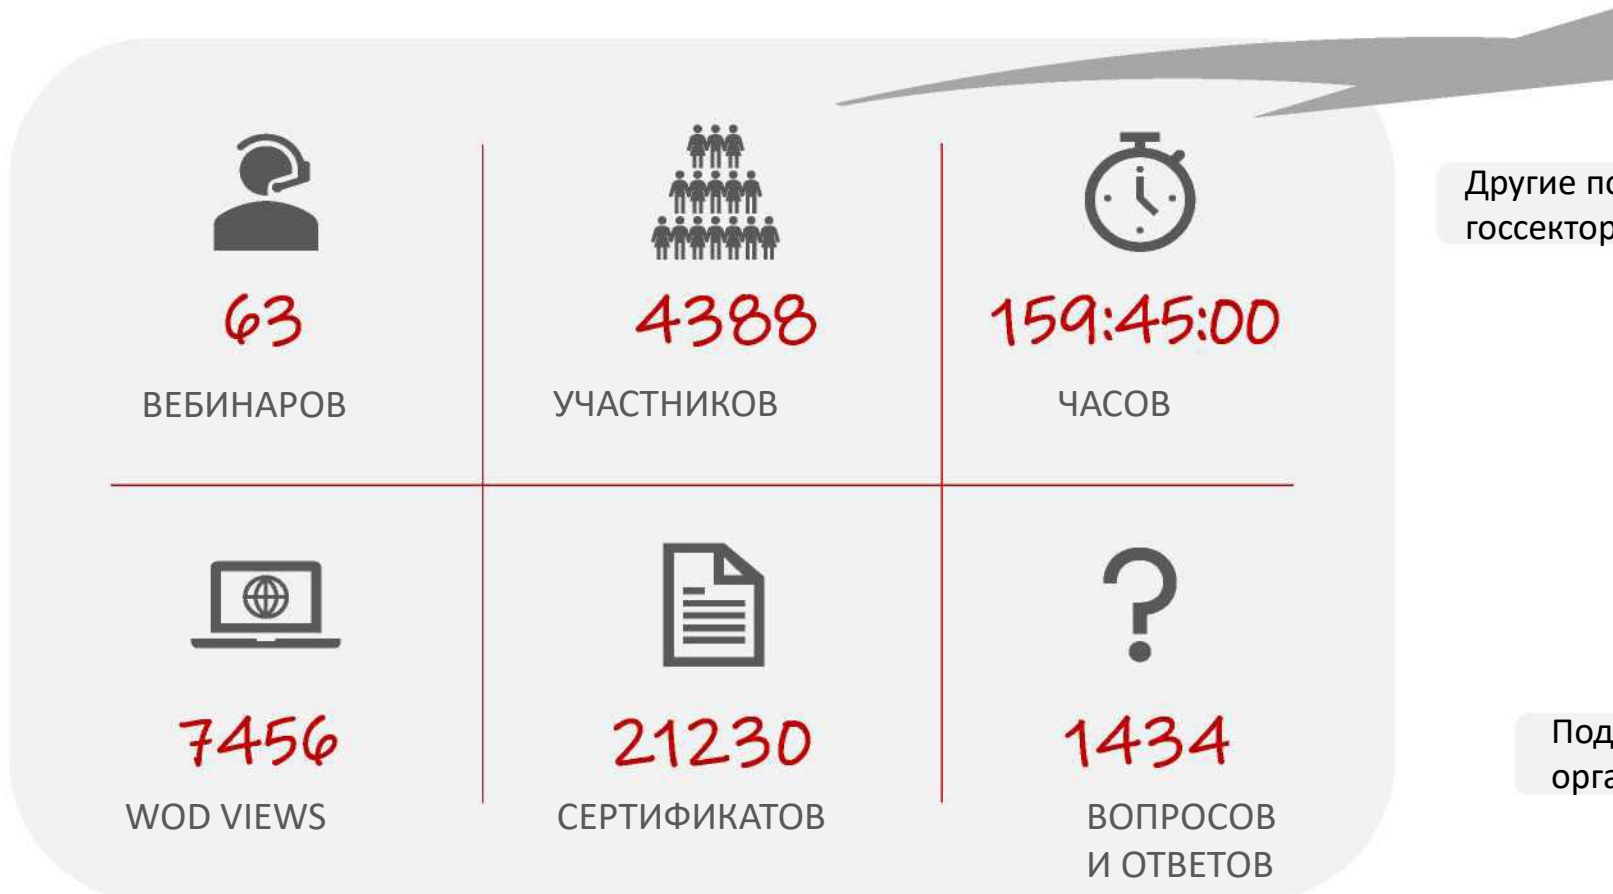 63
ВЕБИНАРОВ
4388
УЧАСТНИКОВ
159:45:00
ЧАСОВ
7456
WOD VIEWS
21230
СЕРТИФИКАТОВ
1434
ВОПРОСОВ
И ОТВЕТОВ
Другие